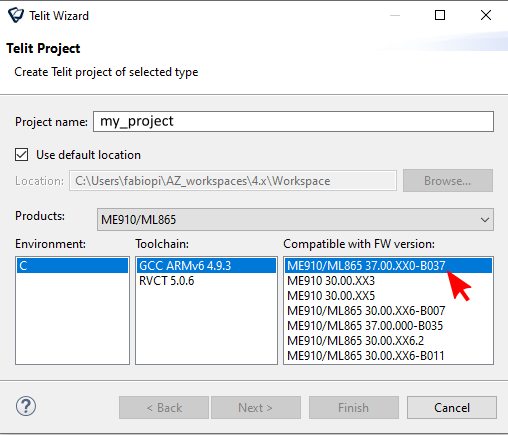 Telit Wizard
Telit Project
Create Telit project of selected type
Project name: my_project
Use default location
Location: C:\Users\fabiopi\AZ_workspaces\4.x\Workspace Browse...
Products: ME910/ML865
Environment: Toolchain: Compatible with FW version:
C GCC ARMv6 4.9.3 ME910/ML865 37.00.XX0-B037
RVCT 5.0.6 ME910 30.00.XX3
ME910 30.00.XX5
ME910/ML865 30.00.XX6-B007
ME910/ML865 37.00.000-B035
ME910/ML865 30.00.XX6.2
ME910/ML865 30.00.XX6-B011
? < Back Next > Finish Cancel